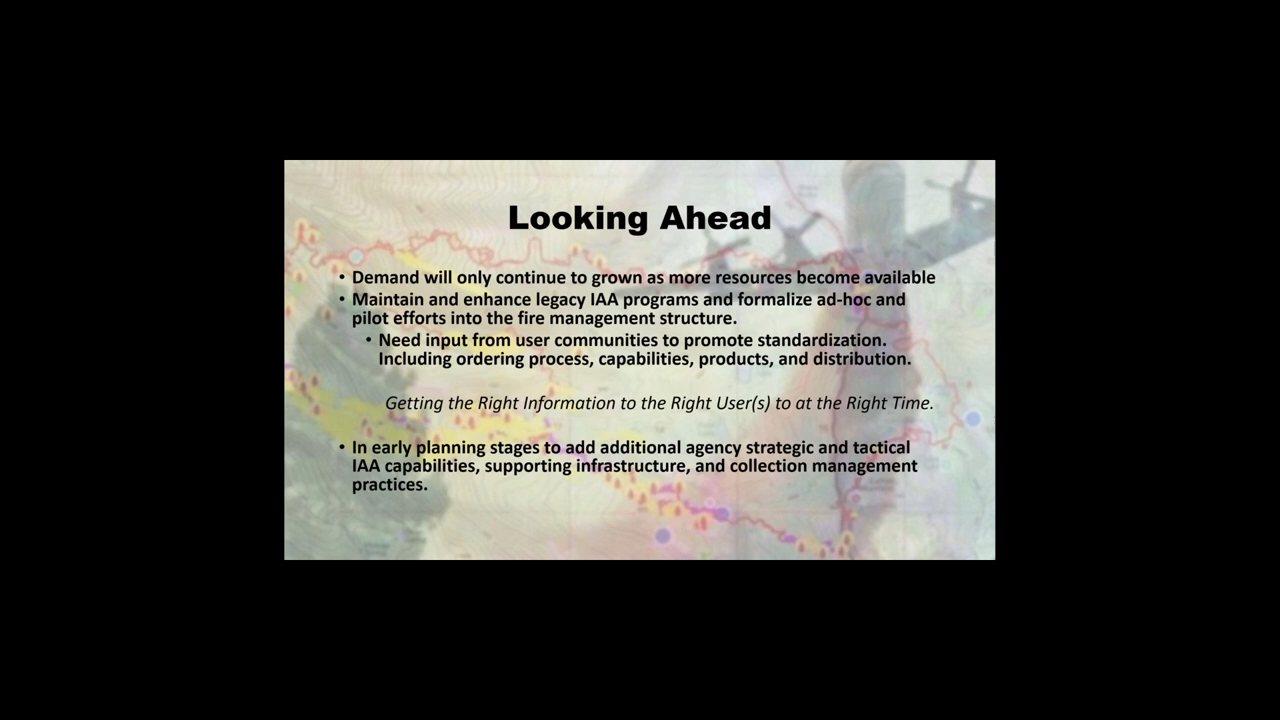 Looking Ahead
• Demand will only continue to grown as more resources become available
• Maintain and enhance legacy IAA programs and formalize ad-hoc and
pilot efforts into the fire management structure.
• Need input from user communities to promote standardization.
Including ordering process, capabilities, products, and distribution.
Getting the Right Information to the Right User(s) to at the Right Time.
• In early planning stages to add additional agency strategic and tactical
IAA capabilities, supporting infrastructure, and collection management
practices.